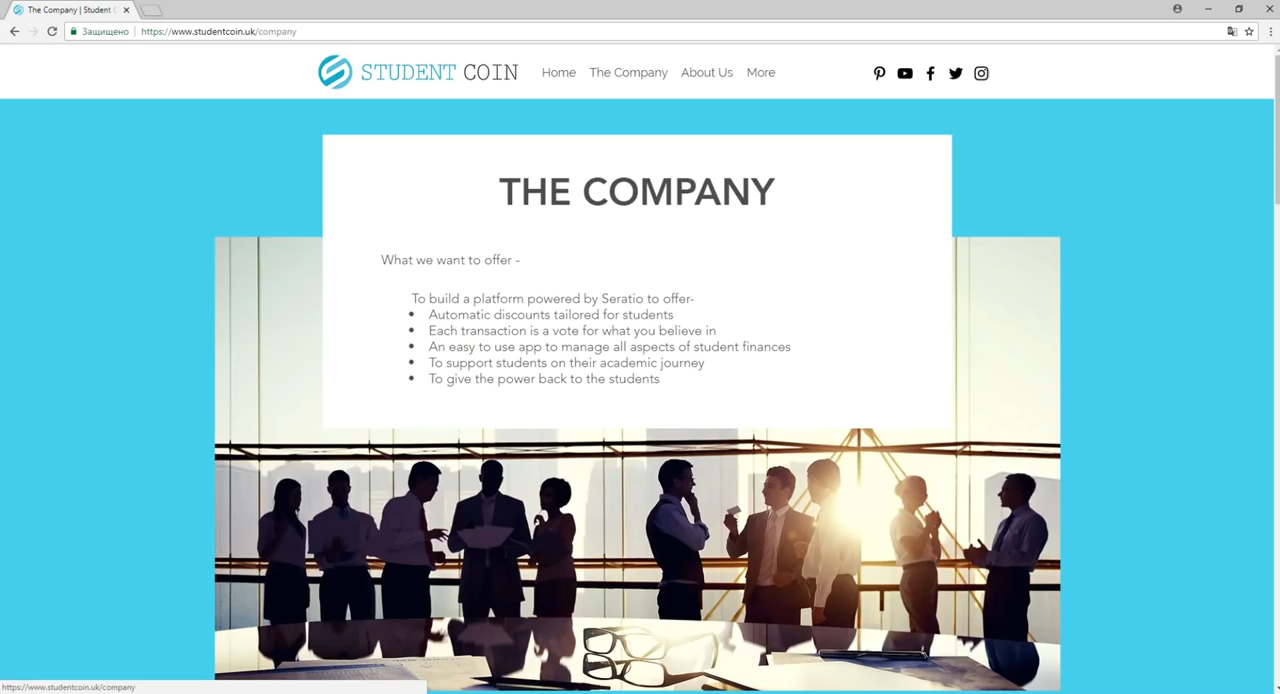 The Company | Student C
Защищено
https://www.studentcoin.uk/company
STUDENT COIN
Home
The Company
About Us
More
THE COMPANY
What we want to offer -
To build a platform powered by Seratio to offer-
• Automatic discounts tailored for students
• Each transaction is a vote for what you believe in
• An easy to use app to manage all aspects of student finances
• To support students on their academic journey
• To give the power back to the students
https://www.studentcoin.uk/company